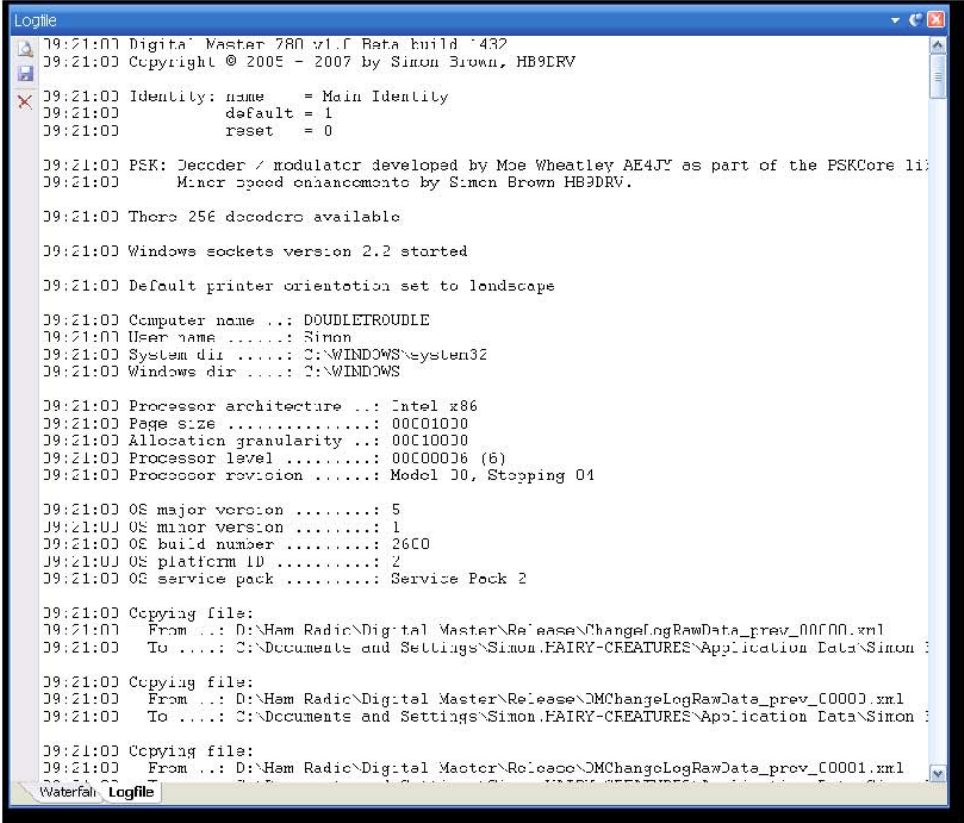 Logfile
09:21:00 Digital Master 780 v1.0 Beta build 1432
09:21:00 Copyright © 2005 - 2007 by Simon Brown, HB9DRV
09:21:00 Identity: name = Main Identity
09:21:00 default = 1
09:21:00 reset = 0
09:21:00 PSK: Decoder / modulator developed by Moe Wheatley AE4JY as part of the PSKCore li
09:21:00 Minor speed enhancements by Simon Brown HB9DRV.
09:21:00 There 256 decoders available
09:21:00 Windows sockets version 2.2 started
09:21:00 Default printer orientation set to landscape
09:21:00 Computer name ..: DOUBLETROUBLE
09:21:00 User name ......: Simon
09:21:00 System dir .....: C:\WINDOWS\system32
09:21:00 Windows dir ....: C:\WINDOWS
09:21:00 Processor architecture ..: Intel x86
09:21:00 Page size ...............: 00001000
09:21:00 Allocation granularity ..: 00010000
09:21:00 Processor level .........: 00000006 (6)
09:21:00 Processor revision ......: Model 00, Stepping 04
09:21:00 OS major version ........: 5
09:21:00 OS minor version ........: 1
09:21:00 OS build number .........: 2600
09:21:00 OS platform ID ..........: 2
09:21:00 OS service pack .........: Service Pack 2
09:21:00 Copying file:
09:21:00 From ..: D:\Ham Radio\Digital Master\Release\ChangeLogRawData_prev_00000.xml
09:21:00 To ....: C:\Documents and Settings\Simon.HAIRY-CREATURES\Application Data\Simon
09:21:00 Copying file:
09:21:00 From ..: D:\Ham Radio\Digital Master\Release\DMChangeLogRawData_prev_00000.xml
09:21:00 To ....: C:\Documents and Settings\Simon.HAIRY-CREATURES\Application Data\Simon
09:21:00 Copying file:
09:21:00 From ..: D:\Ham Radio\Digital Master\Release\DMChangeLogRawData_prev_00001.xml
Waterfall Logfile